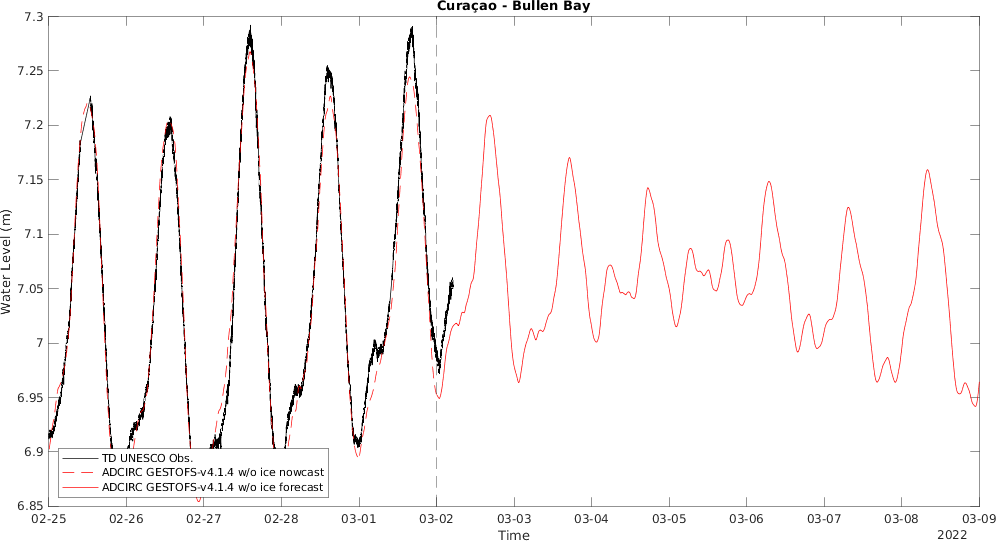 Curaçao - Bullen Bay
7.3
7.25
7.2
7.15
7.1
7.05
7
6.95
6.9
6.85
Water Level (m)
TD UNESCO Obs.
ADCIRC GESTOFS-v4.1.4 w/o ice nowcast
ADCIRC GESTOFS-v4.1.4 w/o ice forecast
02-25 02-26 02-27 02-28 03-01 03-02 03-03 03-04 03-05 03-06 03-07 03-08 03-09
Time
2022